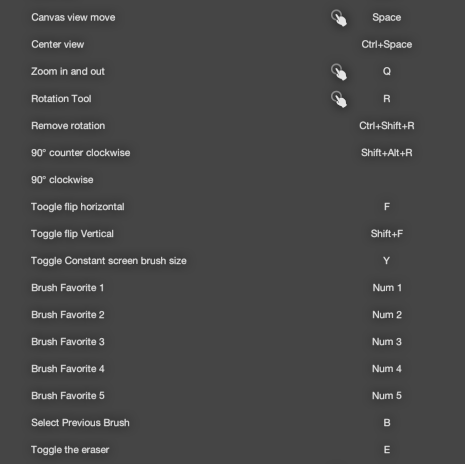 Canvas view move Space
Center view Ctrl+Space
Zoom in and out Q
Rotation Tool R
Remove rotation Ctrl+Shift+R
90° counter clockwise Shift+Alt+R
90° clockwise
Toogle flip horizontal F
Toggle flip Vertical Shift+F
Toggle Constant screen brush size Y
Brush Favorite 1 Num 1
Brush Favorite 2 Num 2
Brush Favorite 3 Num 3
Brush Favorite 4 Num 4
Brush Favorite 5 Num 5
Select Previous Brush B
Toggle the eraser E